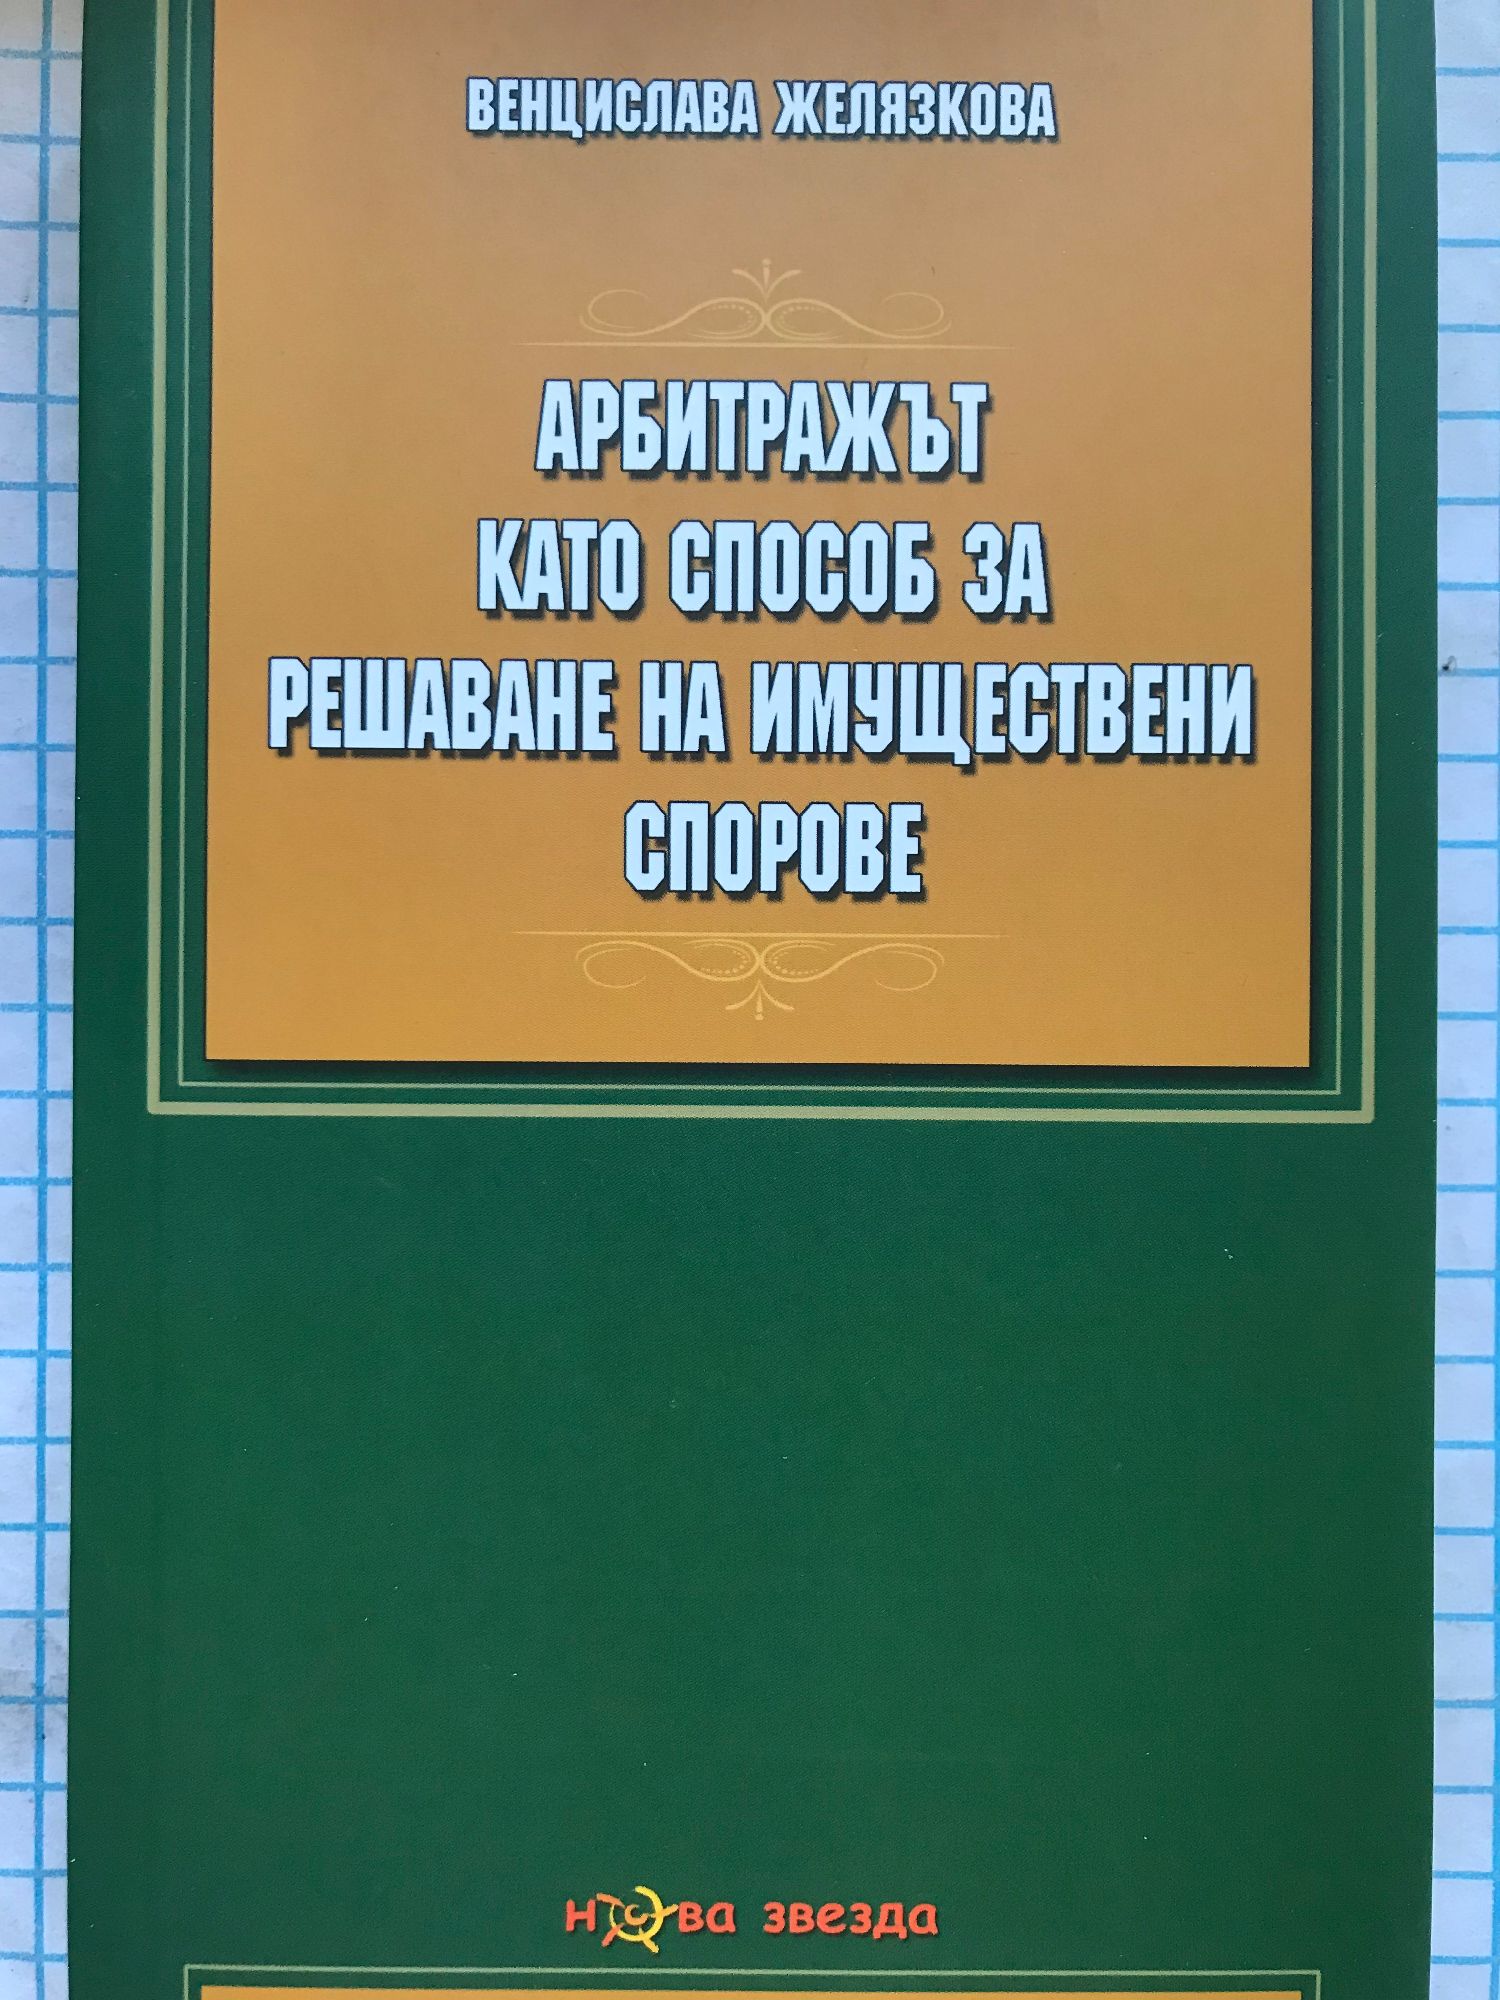 ВЕНЦИСЛАВА ЖЕЛЯЗКОВА
АРБИТРАЖЪТ
КАТО СПОСОБ ЗА
РЕШАВАНЕ НА ИМУЩЕСТВЕНИ
СПОРОВЕ
нова звезда